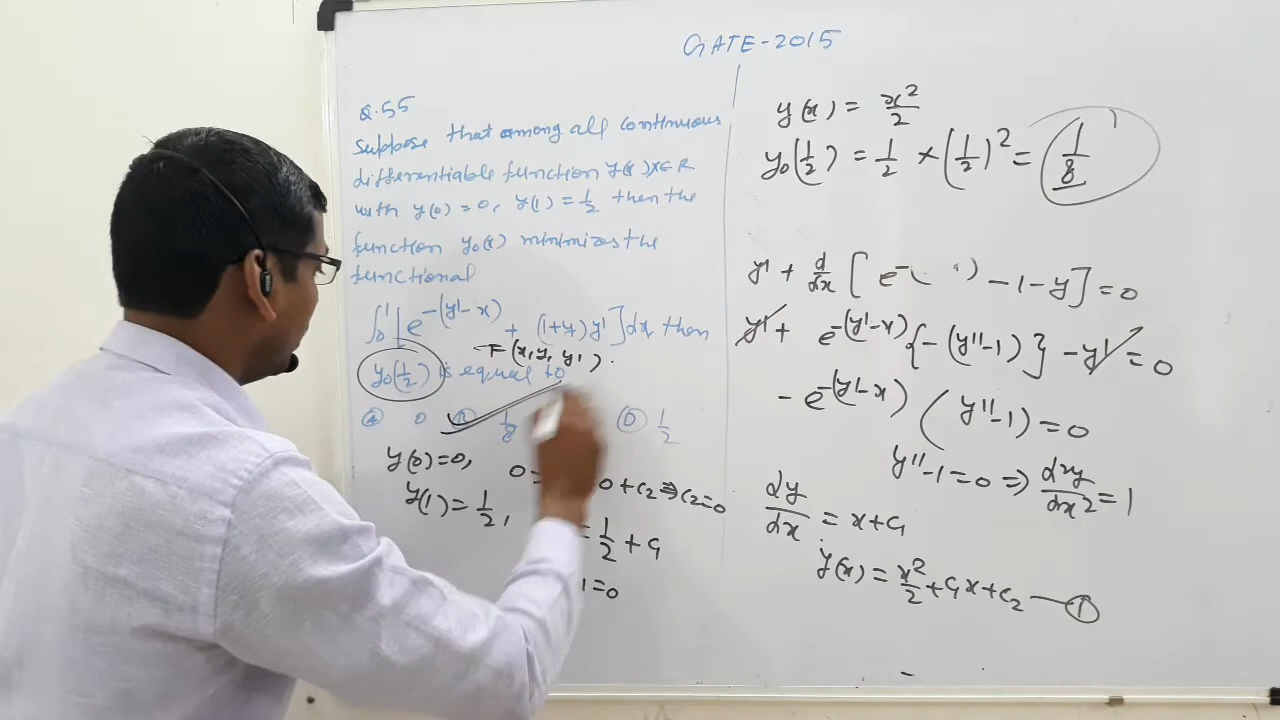 GATE-2015
Q.55
Suppose that among all continuous
differentiable function y(x) x∈R
with y(0) = 0, y(1) = 1/2 then the
function y₀(x) minimizes the
functional
∫₀¹ [e^-(y'-x) + (1+y)y']dx then
F(x, y, y').
y₀(1/2) is equal to
0 1/8 (D) 1/2
y(0)=0,
0 = 0+c₂ ⇒ c₂=0
y(1) = 1/2,
= 1/2 + c₁
=0
y(x) = x²/2
y₀(1/2) = 1/2 × (1/2)² = 1/8
y' + d/dx [e^-( ) - 1 - y] = 0
y' + e^-(y'-x) {-(y''-1)} - y' = 0
- e^-(y'-x) (y''-1) = 0
y''-1=0 ⇒ d²y/dx² = 1
dy/dx = x+c₁
y(x) = x²/2 + c₁x + c₂ — ①